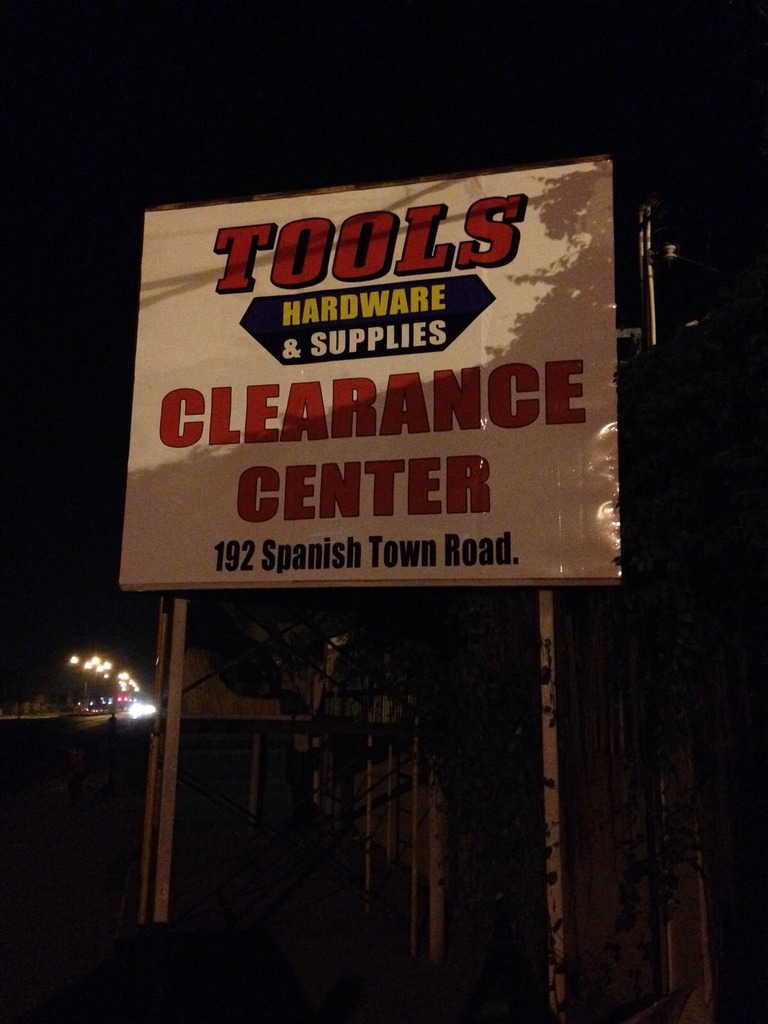 TOOLS
HARDWARE
& SUPPLIES
CLEARANCE
CENTER
192 Spanish Town Road.